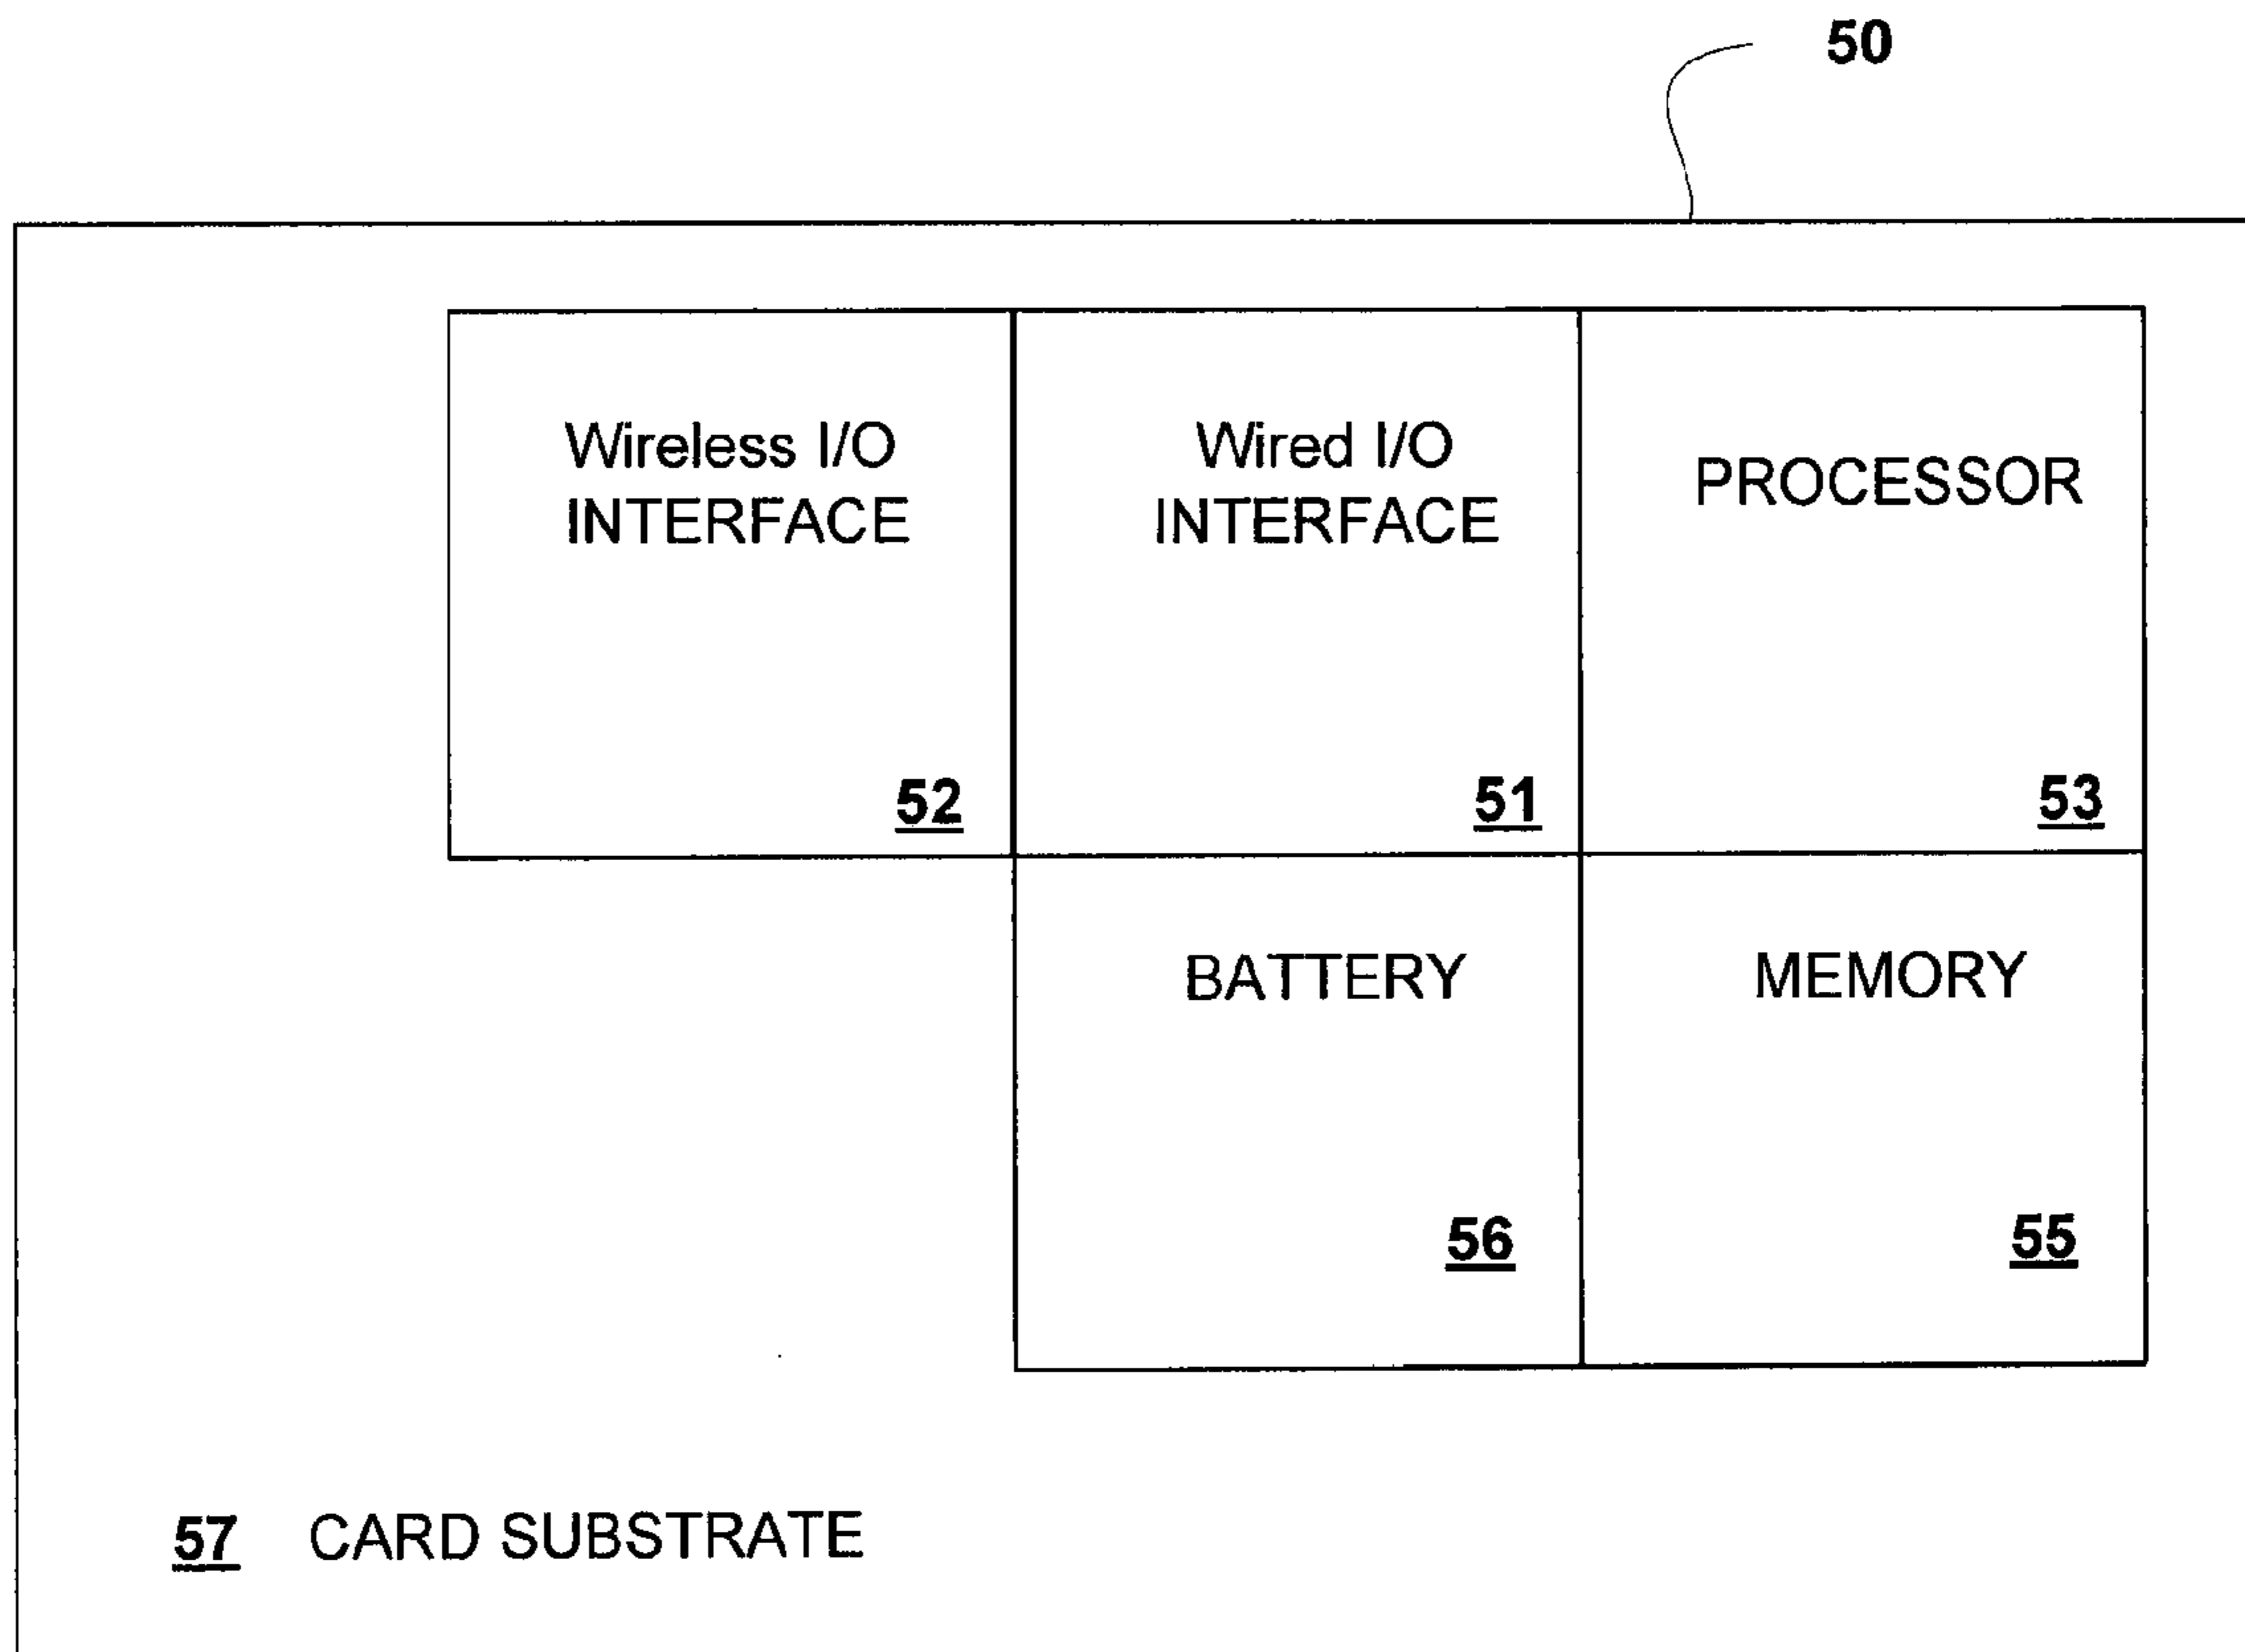 50
Wireless I/O
INTERFACE
52
Wired I/O
INTERFACE
51
PROCESSOR
53
BATTERY
56
MEMORY
55
57 CARD SUBSTRATE